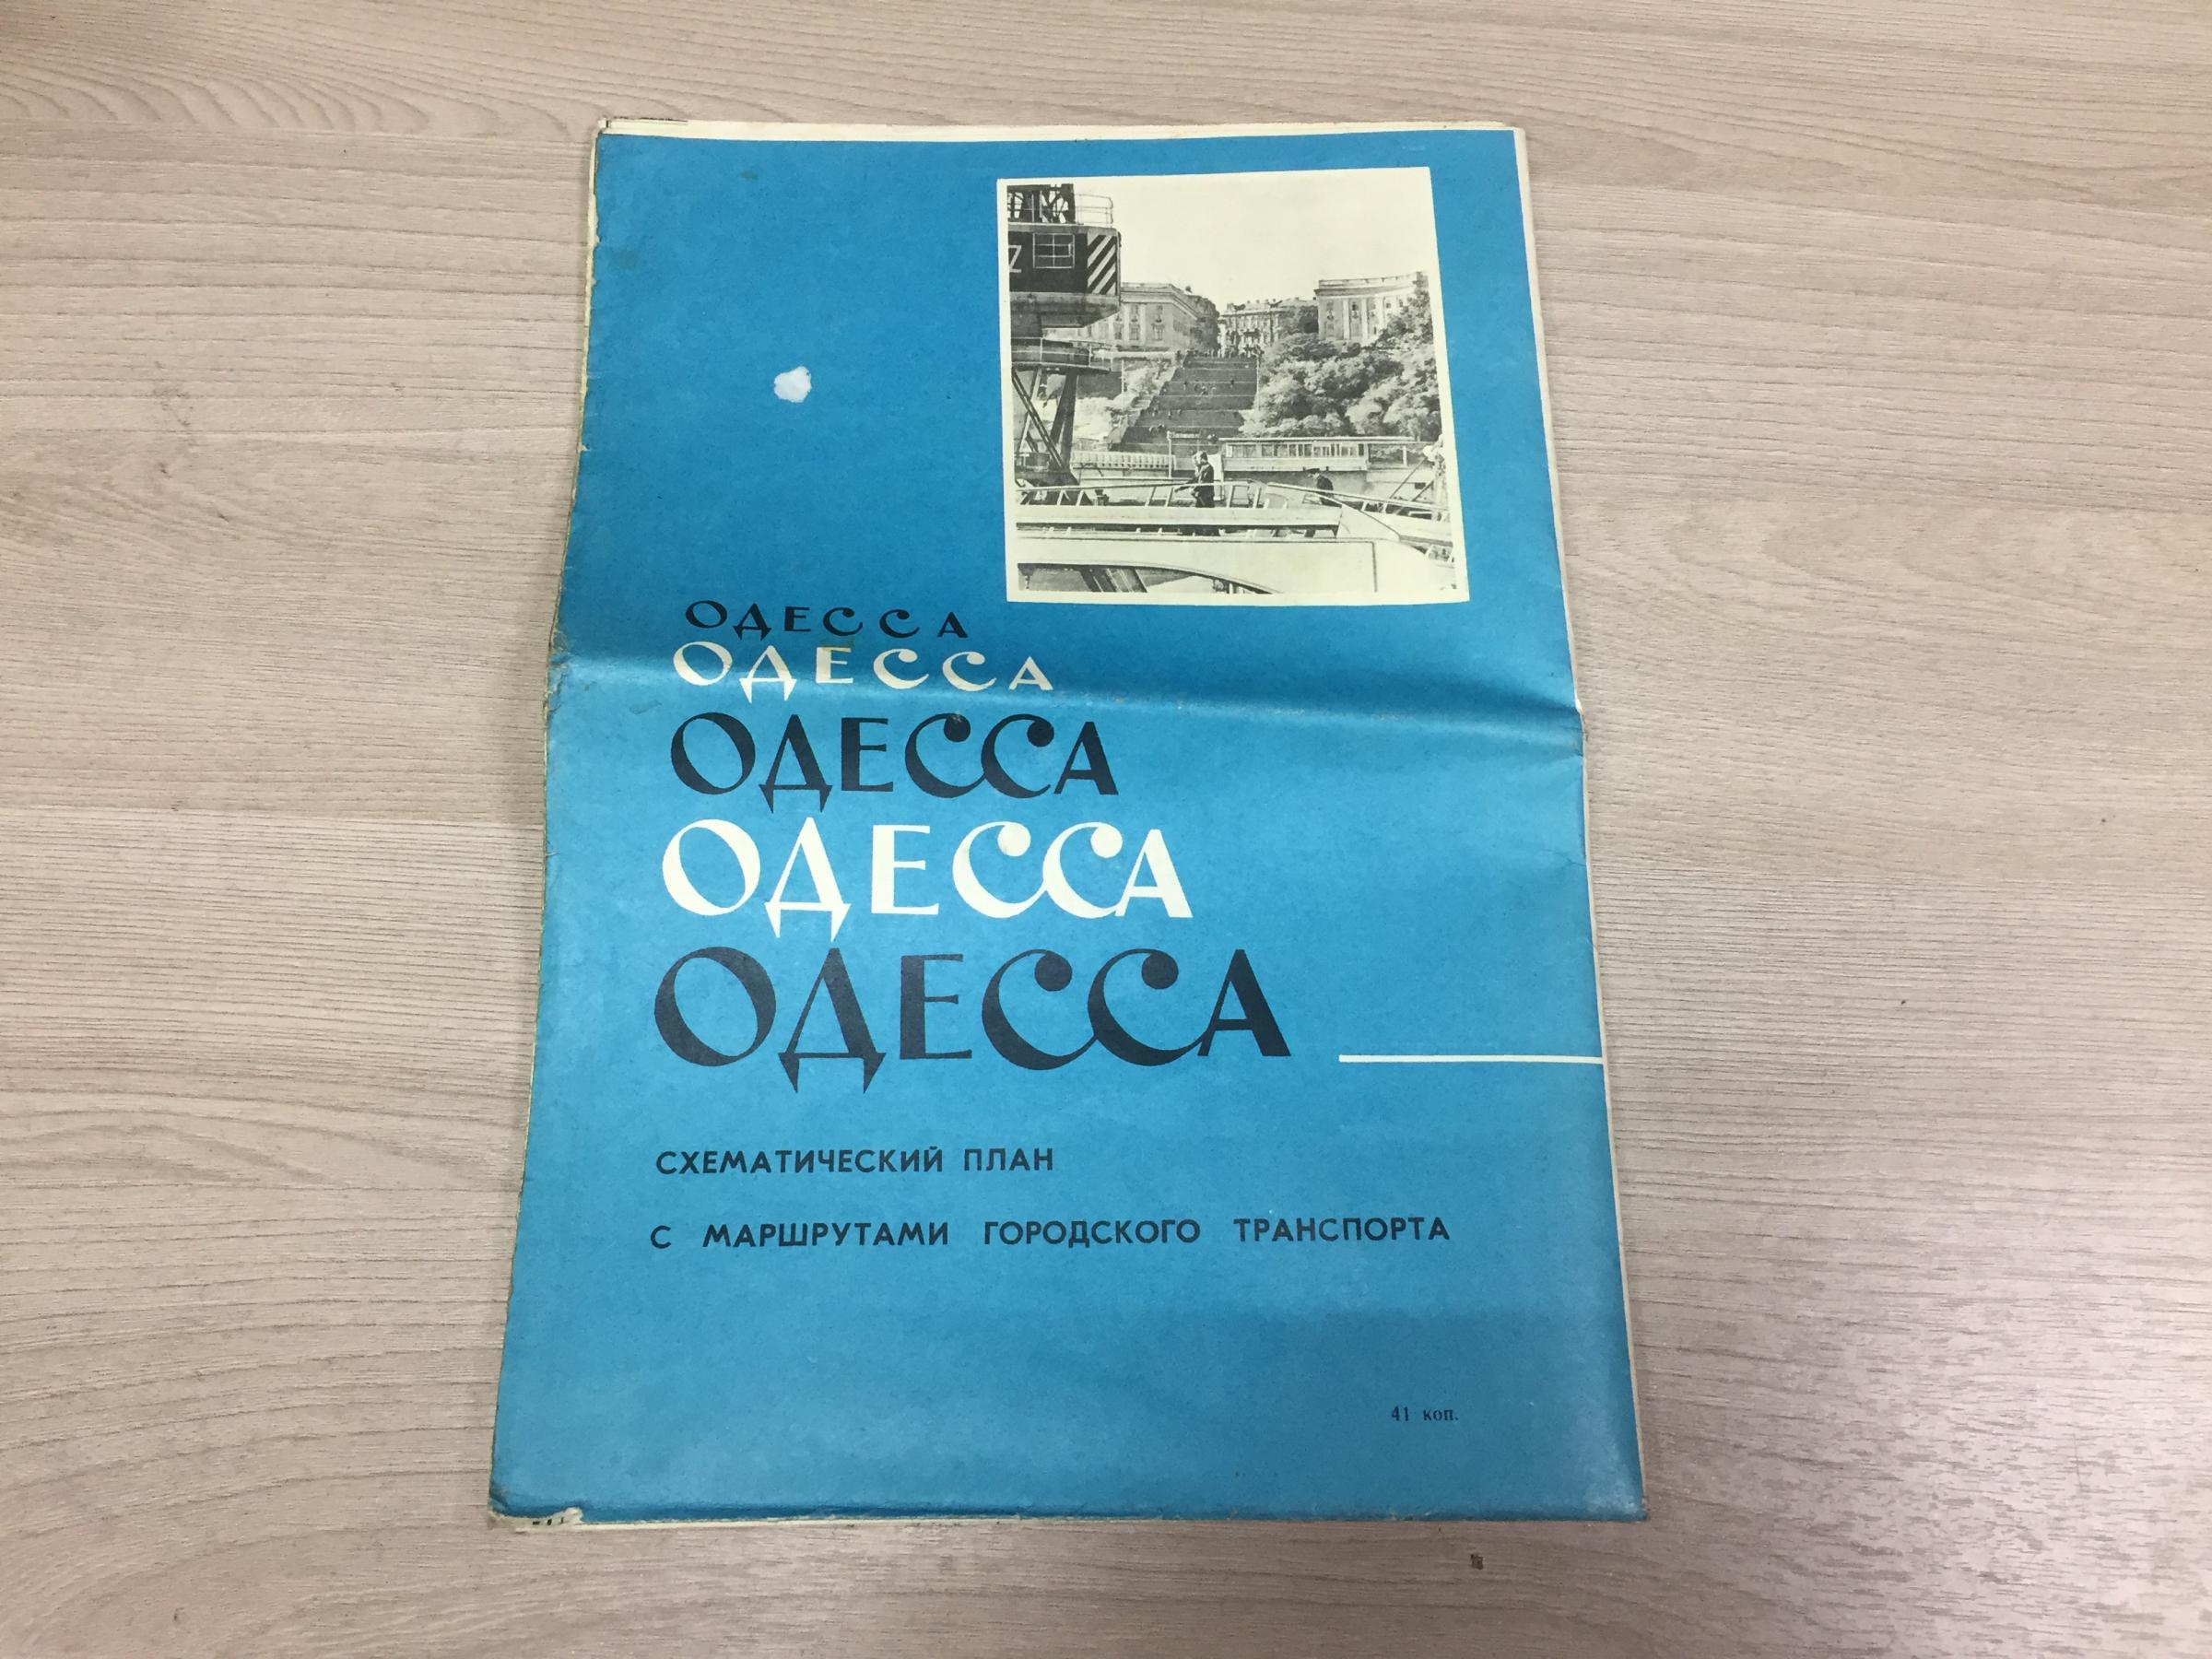 Z
ОДЕССА
ОДЕССА
ОДЕССА
ОДЕССА
ОДЕССА
СХЕМАТИЧЕСКИЙ ПЛАН
С МАРШРУТАМИ ГОРОДСКОГО ТРАНСПОРТА
41 коп.